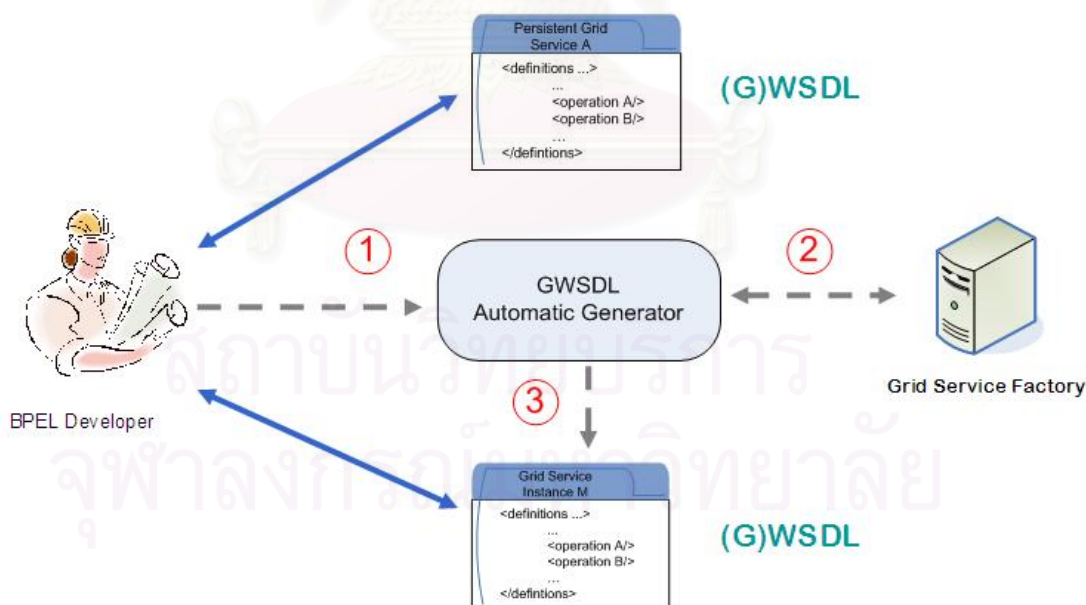 Persistent Grid
Service A
<definitions ...>
...
<operation A/>
<operation B/>
...
</defintions>
(G)WSDL
1
2
GWSDL
Automatic Generator
Grid Service Factory
BPEL Developer
3
สถาบันวิทยบริการ
จุฬาลงกรณ์มหาวิทยาลัย
Grid Service
Instance M
<definitions ...>
...
<operation A/>
<operation B/>
...
</defintions>
(G)WSDL